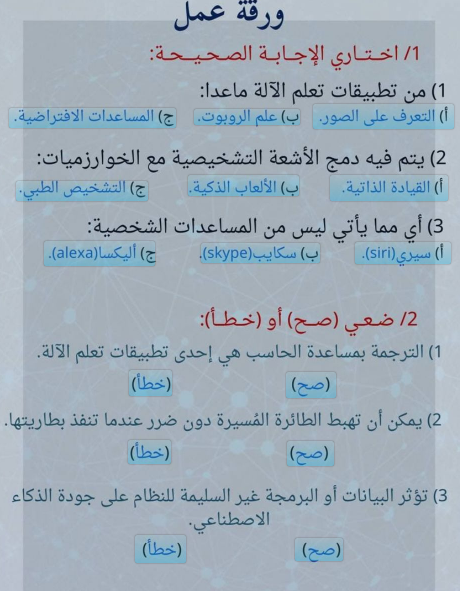 ورقة عمل
1/ اخـتـاري الإجـابـة الصـحـيـحـة:
1) من تطبيقات تعلم الآلة ماعدا:
أ) التعرف على الصور. ب) علم الروبوت. ج) المساعدات الافتراضية.
2) يتم فيه دمج الأشعة التشخيصية مع الخوارزميات:
أ) القيادة الذاتية. ب) الألعاب الذكية. ج) التشخيص الطبي.
3) أي مما يأتي ليس من المساعدات الشخصية:
أ) سيري(siri). ب) سكايب(skype). ج) أليكسا(alexa).
2/ ضـعـي (صـح) أو (خـطـأ):
1) الترجمة بمساعدة الحاسب هي إحدى تطبيقات تعلم الآلة.
(صح) (خطأ)
2) يمكن أن تهبط الطائرة المُسيرة دون ضرر عندما تنفذ بطاريتها.
(صح) (خطأ)
3) تؤثر البيانات أو البرمجة غير السليمة للنظام على جودة الذكاء
الاصطناعي.
(صح) (خطأ)